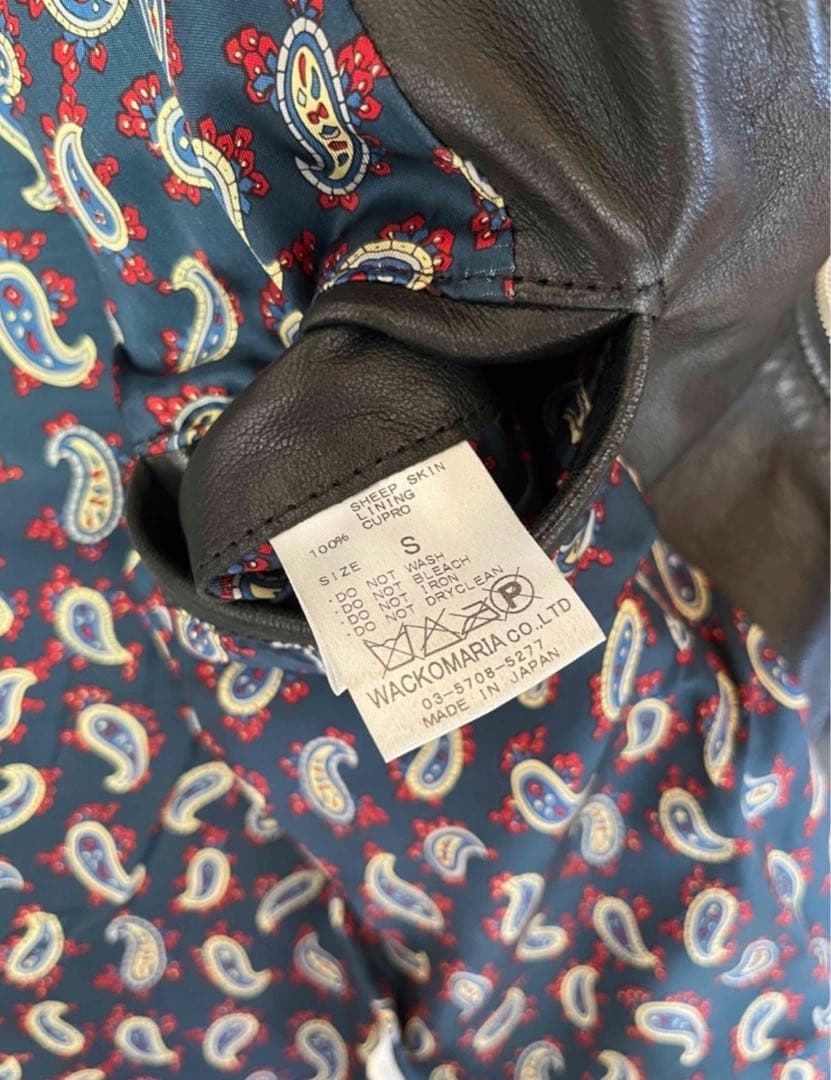 SHEEP SKIN
LINING
100% CUPRO
SIZE S
.DO NOT WASH
.DO NOT BLEACH
.DO NOT IRON
.DO NOT DRYCLEAN
P
WACKOMARIA CO.,LTD
03-5708-5277
MADE IN JAPAN